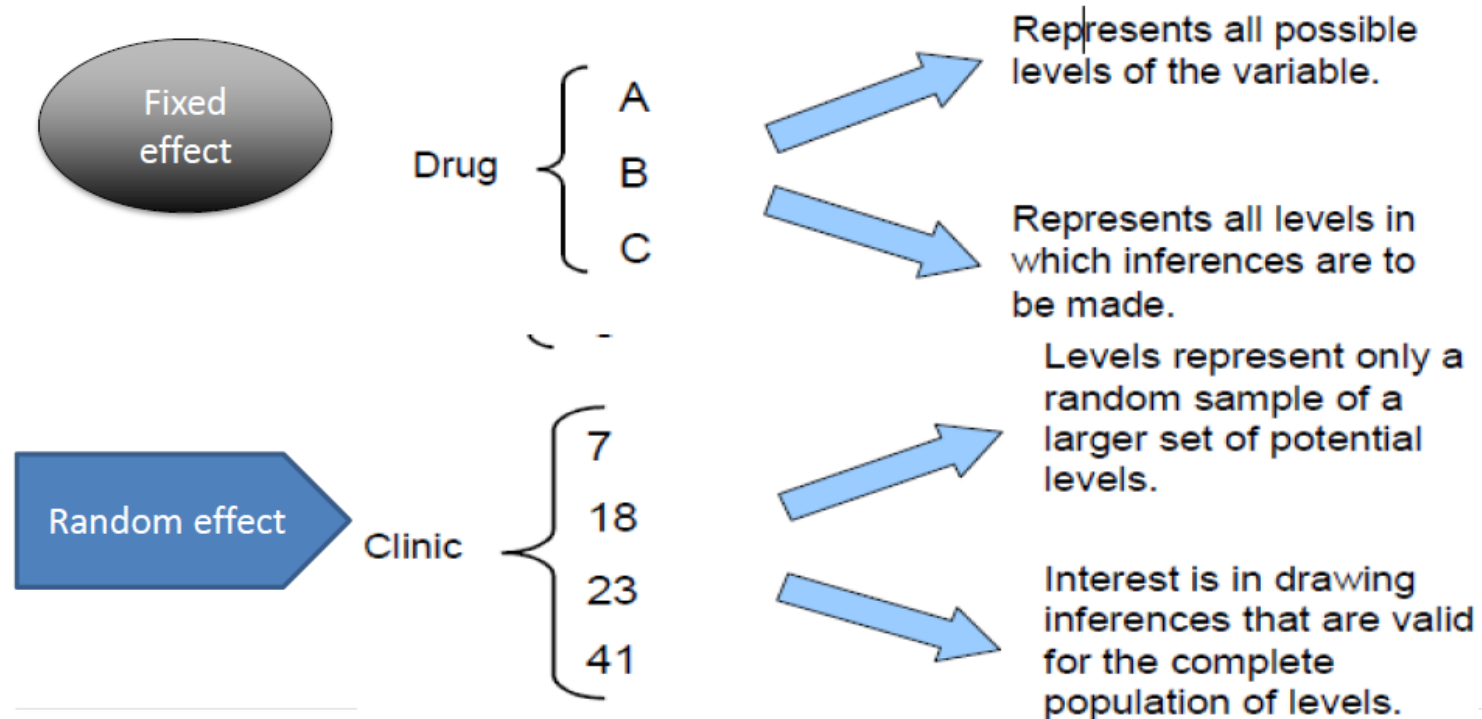 Fixed
effect
Drug
A
B
C
Represents all possible
levels of the variable.
Represents all levels in
which inferences are to
be made.
Random effect
Clinic
7
18
23
41
Levels represent only a
random sample of a
larger set of potential
levels.
Interest is in drawing
inferences that are valid
for the complete
population of levels.